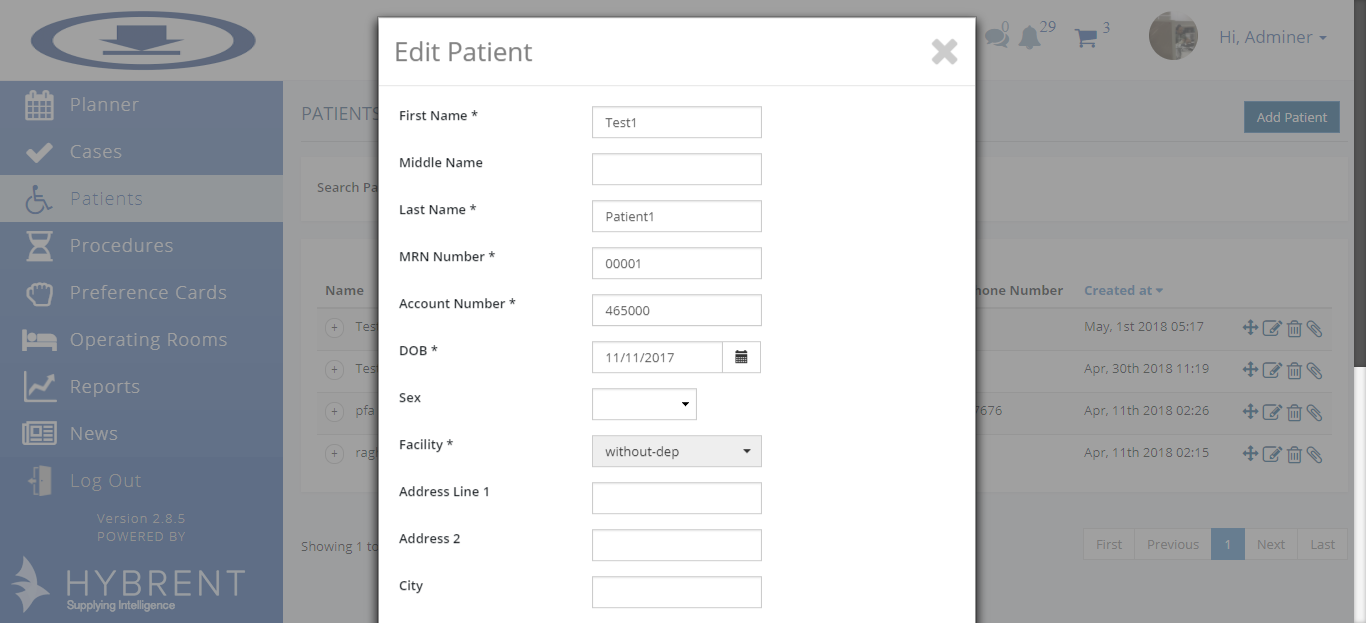 0
29
3
Hi, Adminer
Planner
Cases
Patients
Procedures
Preference Cards
Operating Rooms
Reports
News
Log Out
Version 2.8.5
POWERED BY
HYBRENT
Supplying Intelligence
PATIENTS
Add Patient
Search Pa
Name
hone Number
Created at
Tes
May, 1st 2018 05:17
Tes
Apr, 30th 2018 11:19
pfa
7676
Apr, 11th 2018 02:26
ragl
Apr, 11th 2018 02:15
Showing 1 to
First
Previous
1
Next
Last
Edit Patient
First Name *
Test1
Middle Name
Last Name *
Patient1
MRN Number *
00001
Account Number *
465000
DOB *
11/11/2017
Sex
Facility *
without-dep
Address Line 1
Address 2
City